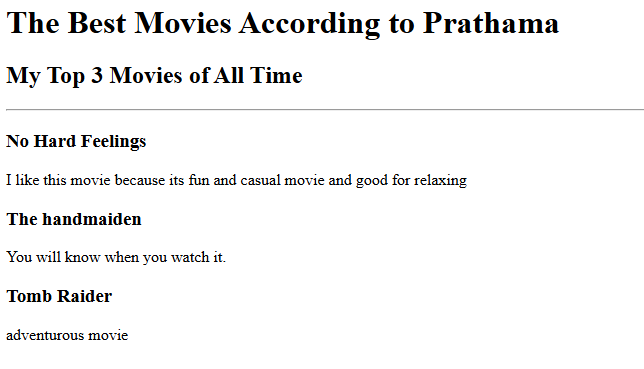 The Best Movies According to Prathama
My Top 3 Movies of All Time
No Hard Feelings
I like this movie because its fun and casual movie and good for relaxing
The handmaiden
You will know when you watch it.
Tomb Raider
adventurous movie